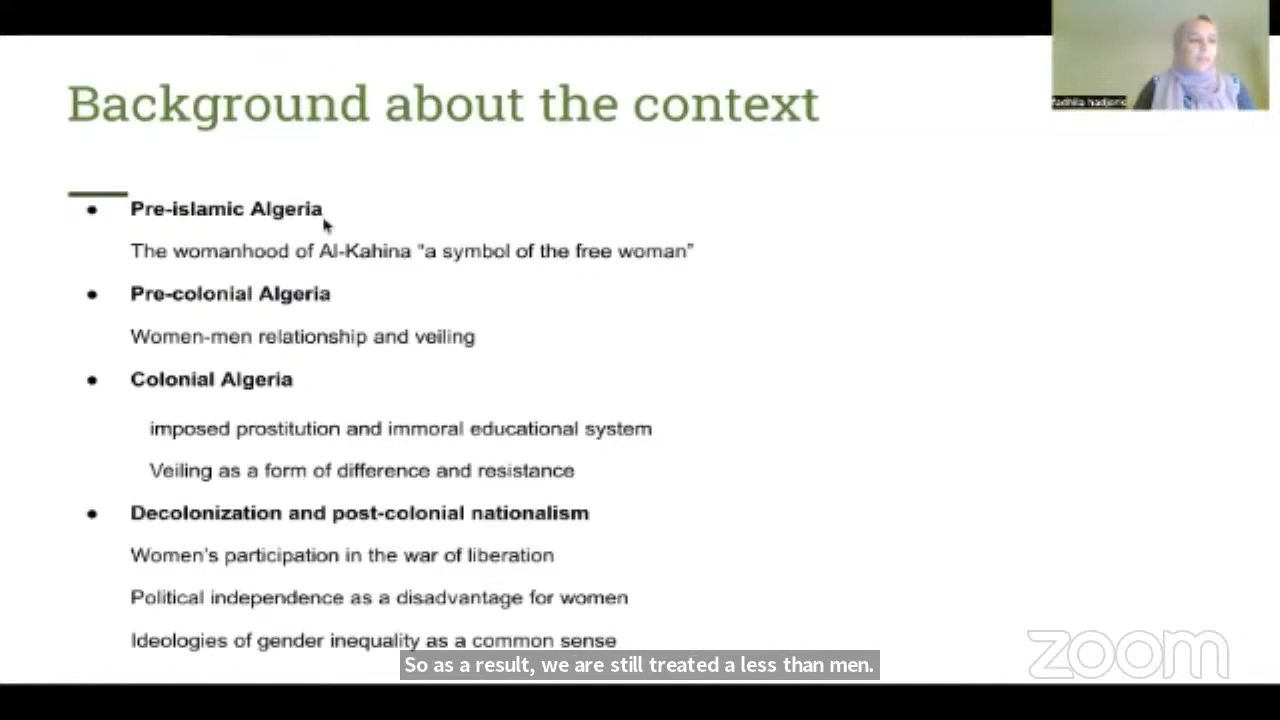 Background about the context
Pre-islamic Algeria
The womanhood of Al-Kahina “a symbol of the free woman”
Pre-colonial Algeria
Women-men relationship and veiling
Colonial Algeria
imposed prostitution and immoral educational system
Veiling as a form of difference and resistance
Decolonization and post-colonial nationalism
Women’s participation in the war of liberation
Political independence as a disadvantage for women
Ideologies of gender inequality as a common sense
So as a result, we are still treated a less than men.
zoom